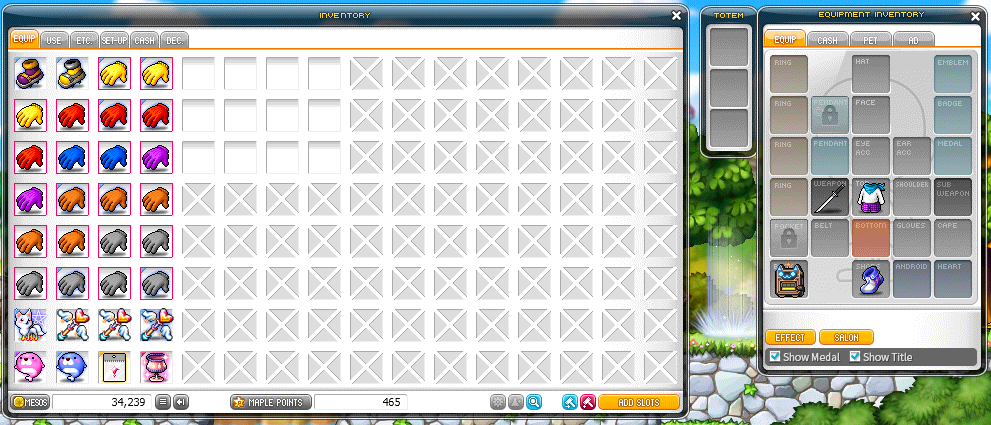 INVENTORY
EQUIP USE ETC. SET-UP CASH DEC.
MESOS 34,239 MAPLE POINTS 465 ADD SLOTS
TOTEM
EQUIPMENT INVENTORY
EQUIP CASH PET AD
RING HAT EMBLEM
RING PENDANT FACE BADGE
RING PENDANT EYE ACC EAR ACC MEDAL
RING WEAPON SHOULDER SUB WEAPON
POCKET BELT BOTTOM GLOVES CAPE
ANDROID HEART
EFFECT SALON
Show Medal Show Title